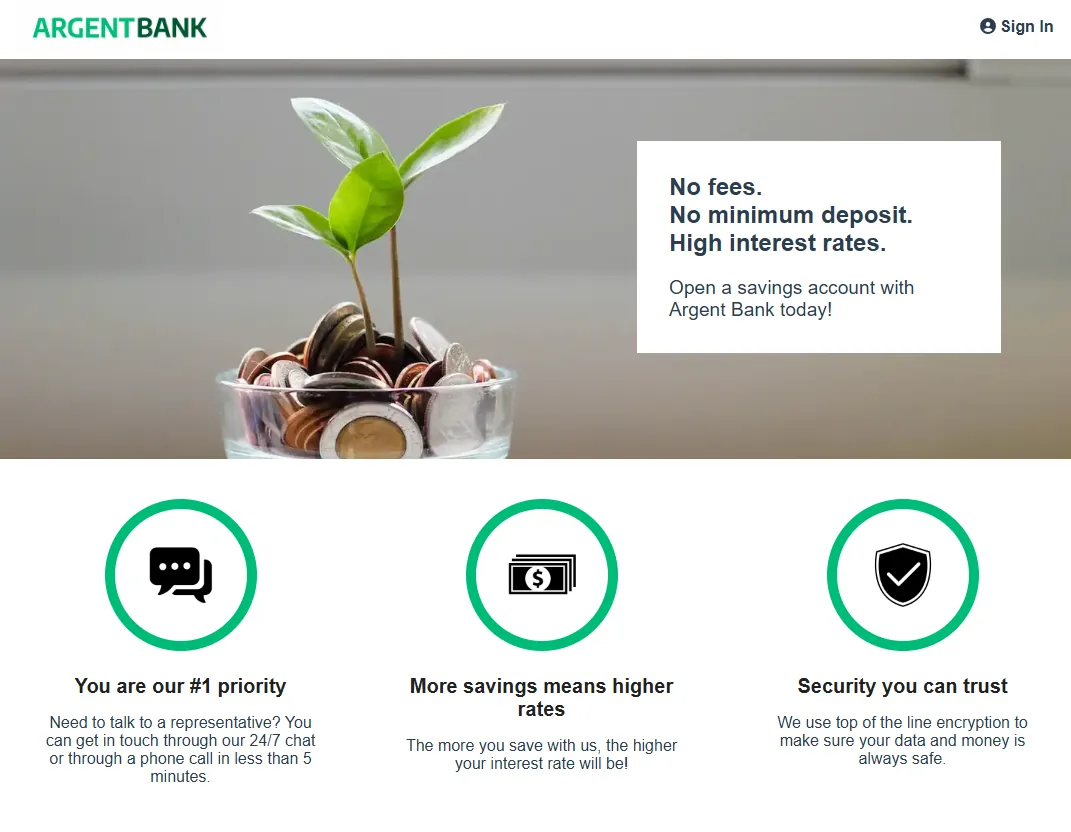 ARGENTBANK
Sign In
No fees.
No minimum deposit.
High interest rates.
Open a savings account with
Argent Bank today!
You are our #1 priority
Need to talk to a representative? You
can get in touch through our 24/7 chat
or through a phone call in less than 5
minutes.
$
More savings means higher
rates
The more you save with us, the higher
your interest rate will be!
Security you can trust
We use top of the line encryption to
make sure your data and money is
always safe.